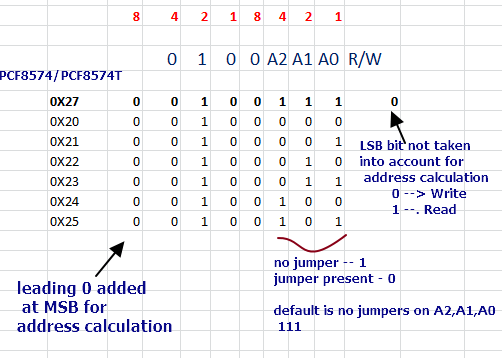 8 4 2 1 8 4 2 1
0 1 0 0 A2 A1 A0 R/W
PCF8574/PCF8574T
0X27 0 0 1 0 8 1 1 1 0
0X20 0 0 1 0 0 0 0 0
0X21 0 0 1 0 0 0 0 1
0X22 0 0 1 0 0 0 1 0
0X23 0 0 1 0 0 0 1 1
0X24 0 0 1 0 0 1 0 0
0X25 0 0 1 0 0 1 0 1
LSB bit not taken
into account for
address calculation
0 --> Write
1 --. Read
no jumper -- 1
jumper present - 0
default is no jumpers on A2,A1,A0
111
leading 0 added
at MSB for
address calculation